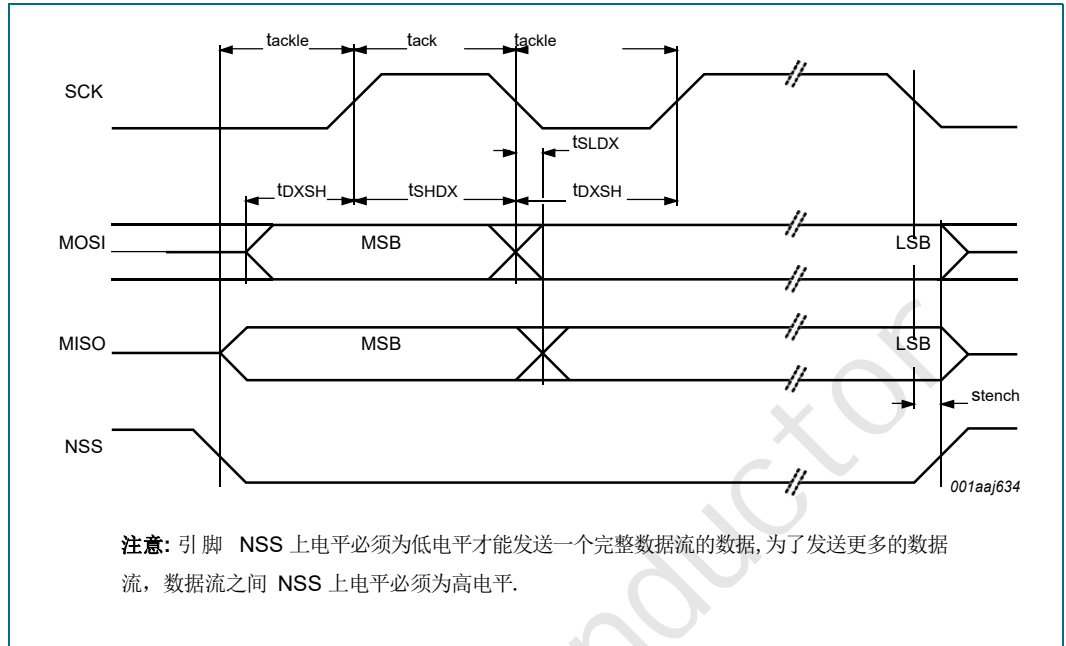 tackle tack tackle
SCK
tSLDX
tDXSH tSHDX tDXSH
MOSI MSB LSB
MISO MSB LSB
stench
NSS
001aaj634
注意: 引脚 NSS 上电平必须为低电平才能发送一个完整数据流的数据,为了发送更多的数据
流，数据流之间 NSS 上电平必须为高电平.
nductor